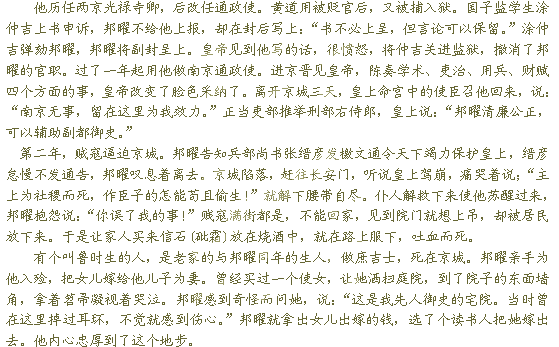 他历任两京光禄寺卿，后改任通政使。黄道周被贬官后，又被捕入狱。国子监学生涂
仲吉上书申诉，邦曜不给他上报，却在封后写上：“书不必上呈，但言论可以保留。”涂仲
吉弹劾邦曜，邦曜将副封呈上。皇帝见到他写的话，很愤怒，将仲吉关进监狱，撤消了邦
曜的官职。过了一年起用他做南京通政使。进京晋见皇帝，陈奏学术、吏治、用兵、财赋
四个方面的事，皇帝改变了脸色采纳了。离开京城三天，皇上命宫中的使臣召他回来，说：
“南京无事，留在这里为我效力。”正当吏部推举刑部右侍郎，皇上说：“邦曜清廉公正，
可以辅助副都御史。”
第二年，贼寇逼迫京城。邦曜告知兵部尚书张缙彦发檄文通令天下竭力保护皇上，缙彦
怠慢不发通告，邦曜叹息着离去。京城陷落，赶往长安门，听说皇上驾崩，痛哭着说；“主
上为社稷而死，作臣子的怎能苟且偷生！”就解下腰带自尽。仆人解救下来使他苏醒过来，
邦曜抱怨说：“你误了我的事！”贼寇满街都是，不能回家，见到院门就想上吊，却被居民
放下来。于是让家人买来信石（砒霜）放在烧酒中，就在路上服下，吐血而死。
有个叫鲁时生的人，是老家的与邦曜同年的生人，做庶吉士，死在京城。邦曜亲手为
他入殓，把女儿嫁给他儿子为妻。曾经买过一个使女，让她洒扫庭院，到了院子的东面墙
角，拿着笤帚凝视着哭泣。邦曜感到奇怪而问她，说：“这是我先人御史的宅院。当时曾
在这里掉过耳环，不觉就感到伤心。”邦曜就拿出女儿出嫁的钱，选了个读书人把她嫁出
去。他内心忠厚到了这个地步。